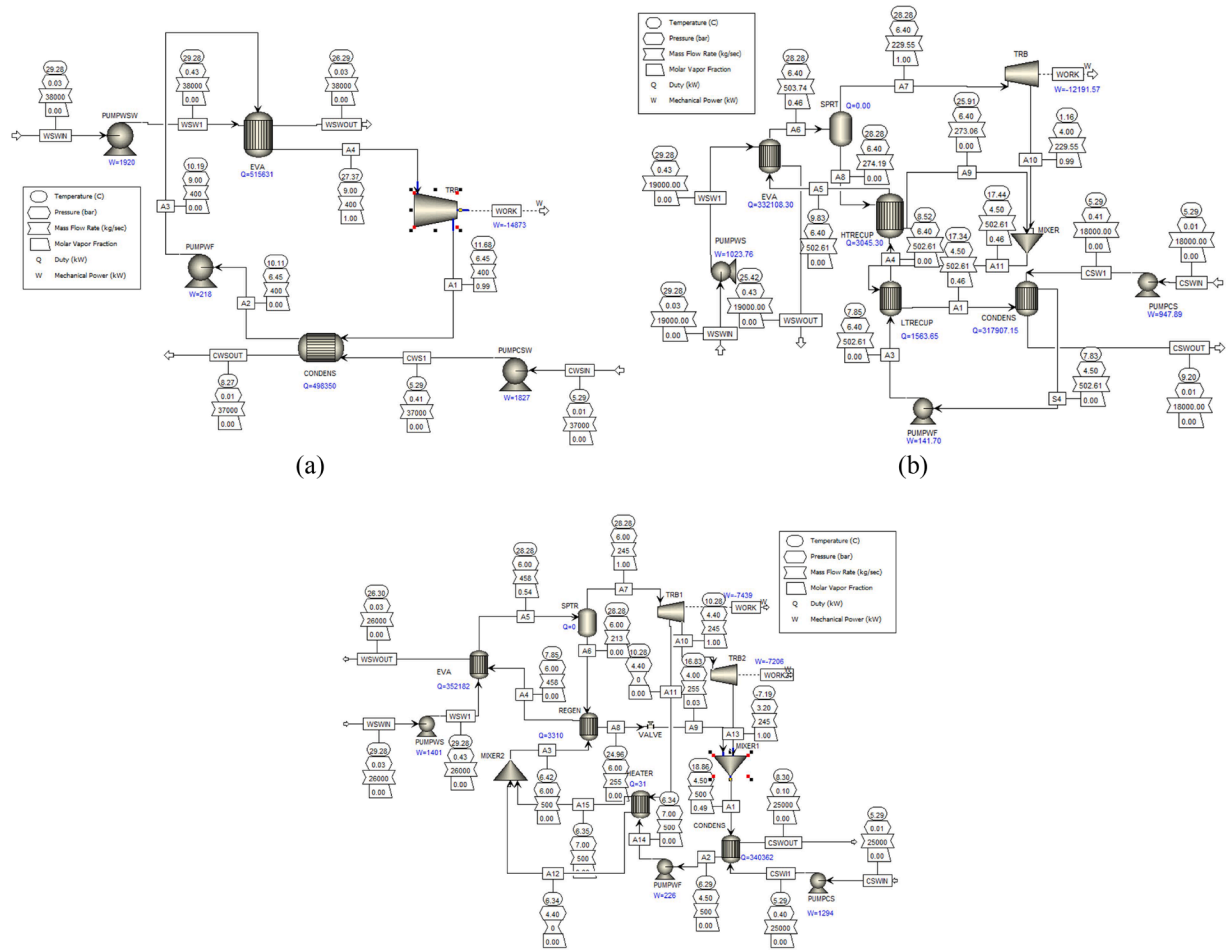 29.28
0.03
38000
0.00
WSWIN
PUMPWSW
W=1920
29.28
0.43
38000
0.00
WSW1
26.29
0.03
38000
0.00
WSWOUT
EVA
Q=515631
A4
27.37
9.00
400
1.00
TRB
WORK
W
W=-14873
10.19
9.00
400
0.00
A3
Temperature (C)
Pressure (bar)
Mass Flow Rate (kg/sec)
Molar Vapor Fraction
Q Duty (kW)
W Mechanical Power (kW)
PUMPWF
W=218
10.11
6.45
400
0.00
A2
11.68
6.45
400
0.99
A1
CWSOUT
8.27
0.01
37000
0.00
CONDENS
Q=498350
CWS1
5.29
0.41
37000
0.00
PUMPCSW
W=1827
CWSIN
5.29
0.01
37000
0.00
(a)
Temperature (C)
Pressure (bar)
Mass Flow Rate (kg/sec)
Molar Vapor Fraction
Q Duty (kW)
W Mechanical Power (kW)
28.28
6.40
503.74
0.46
A6
SPRT
Q=0.00
28.28
6.40
229.55
1.00
A7
TRB
WORK
W
W=-12191.57
25.91
6.40
273.06
0.00
A9
1.16
4.00
229.55
0.99
A10
28.28
6.40
274.19
0.00
A8
29.28
0.43
19000.00
0.00
WSW1
EVA
Q=332108.30
A5
9.83
6.40
502.61
0.00
HTRECUP
Q=3045.30
8.52
6.40
502.61
0.00
A4
17.34
4.50
502.61
0.46
A1
17.44
4.50
502.61
0.46
A11
MIXER
5.29
0.41
18000.00
0.00
CSW1
5.29
0.01
18000.00
0.00
CSWIN
PUMPCS
W=947.89
PUMPWS
W=1023.76
29.28
0.03
19000.00
0.00
WSWIN
25.42
0.43
19000.00
0.00
WSWOUT
7.85
6.40
502.61
0.00
A3
LTRECUP
Q=1563.65
CONDENS
Q=317907.15
CSWOUT
9.20
0.01
18000.00
0.00
7.83
4.50
502.61
0.00
S4
PUMPWF
W=141.70
(b)
28.28
6.00
458
0.54
A5
SPTR
Q=0
28.28
6.00
245
1.00
A7
TRB1
W=-7439
WORK
W
Temperature (C)
Pressure (bar)
Mass Flow Rate (kg/sec)
Molar Vapor Fraction
Q Duty (kW)
W Mechanical Power (kW)
26.30
0.03
26000
0.00
WSWOUT
EVA
Q=352182
7.85
6.00
458
0.00
A4
28.28
6.00
213
0.00
A6
10.28
4.40
0
0.00
A11
10.28
4.40
245
1.00
A10
16.83
4.00
255
0.03
A9
TRB2
W=-7206
WORK2
-7.19
3.20
245
1.00
A13
WSWIN
29.28
0.03
26000
0.00
PUMPWS
W=1401
WSW1
29.28
0.43
26000
0.00
REGEN
Q=3310
A8
VALVE
24.96
6.00
255
0.00
MIXER2
A3
6.42
6.00
500
0.00
A15
6.35
7.00
500
HEATER
Q=31
6.34
7.00
500
0.00
A14
MIXER1
18.86
4.50
500
0.49
A1
8.30
0.10
25000
0.00
CSWOUT
CONDENS
Q=340362
5.29
0.01
25000
0.00
CSWIN
A12
6.34
4.40
0
0.00
PUMPWF
W=226
A2
6.29
4.50
500
0.00
CSWI1
5.29
0.40
25000
0.00
PUMPCS
W=1294